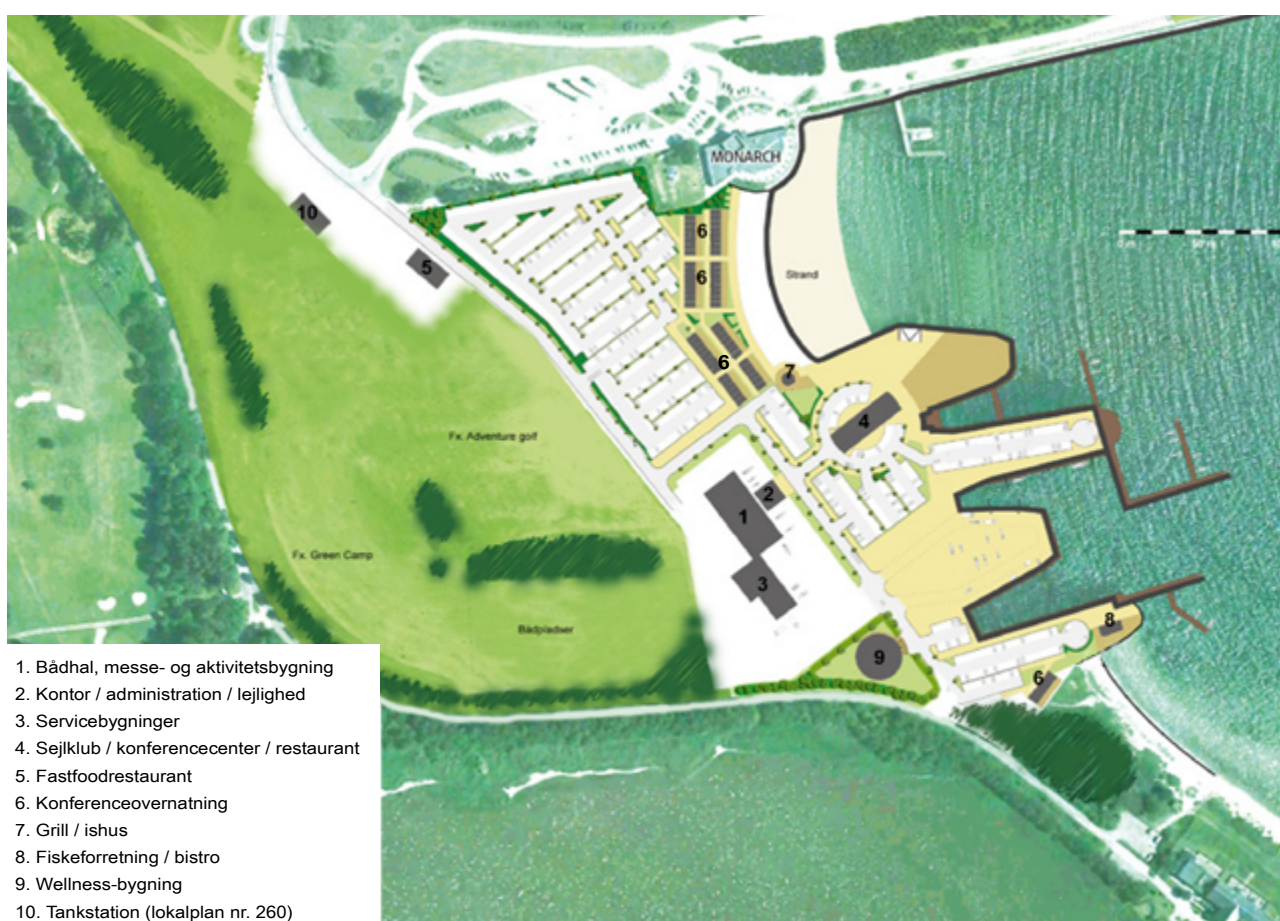 MONARCH
10
6
5
6
0 m
50 m
Strand
6
7
4
Fx. Adventure golf
2
1
Fx. Green Camp
3
8
Bådpladser
9
6
1. Bådhal, messe- og aktivitetsbygning
2. Kontor / administration / lejlighed
3. Servicebygninger
4. Sejlklub / konferencecenter / restaurant
5. Fastfoodrestaurant
6. Konferenceovernatning
7. Grill / ishus
8. Fiskeforretning / bistro
9. Wellness-bygning
10. Tankstation (lokalplan nr. 260)